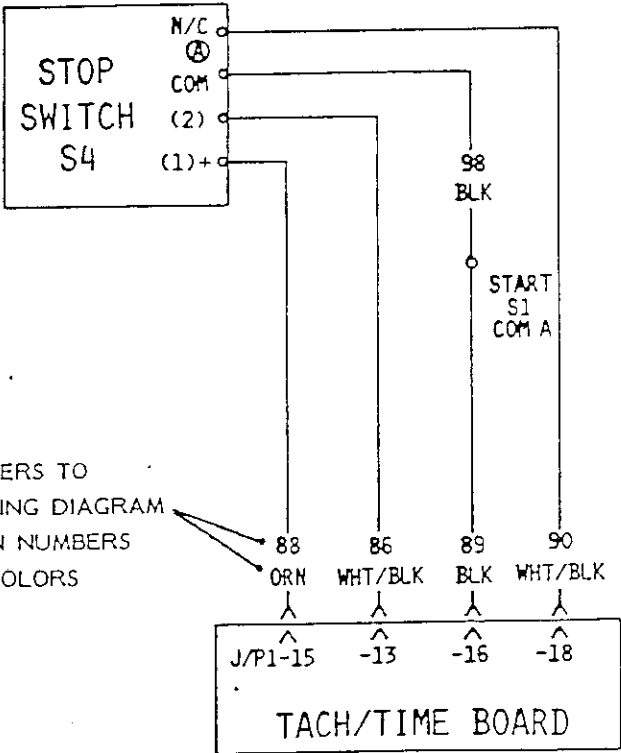 N/C
Ⓐ
STOP
SWITCH
S4
COM
(2)
(1)+
98
BLK
START
S1
COM A
ERS TO
ING DIAGRAM
N NUMBERS
OLORS
88 86 89 90
ORN WHT/BLK BLK WHT/BLK
J/P1-15 -13 -16 -18
TACH/TIME BOARD